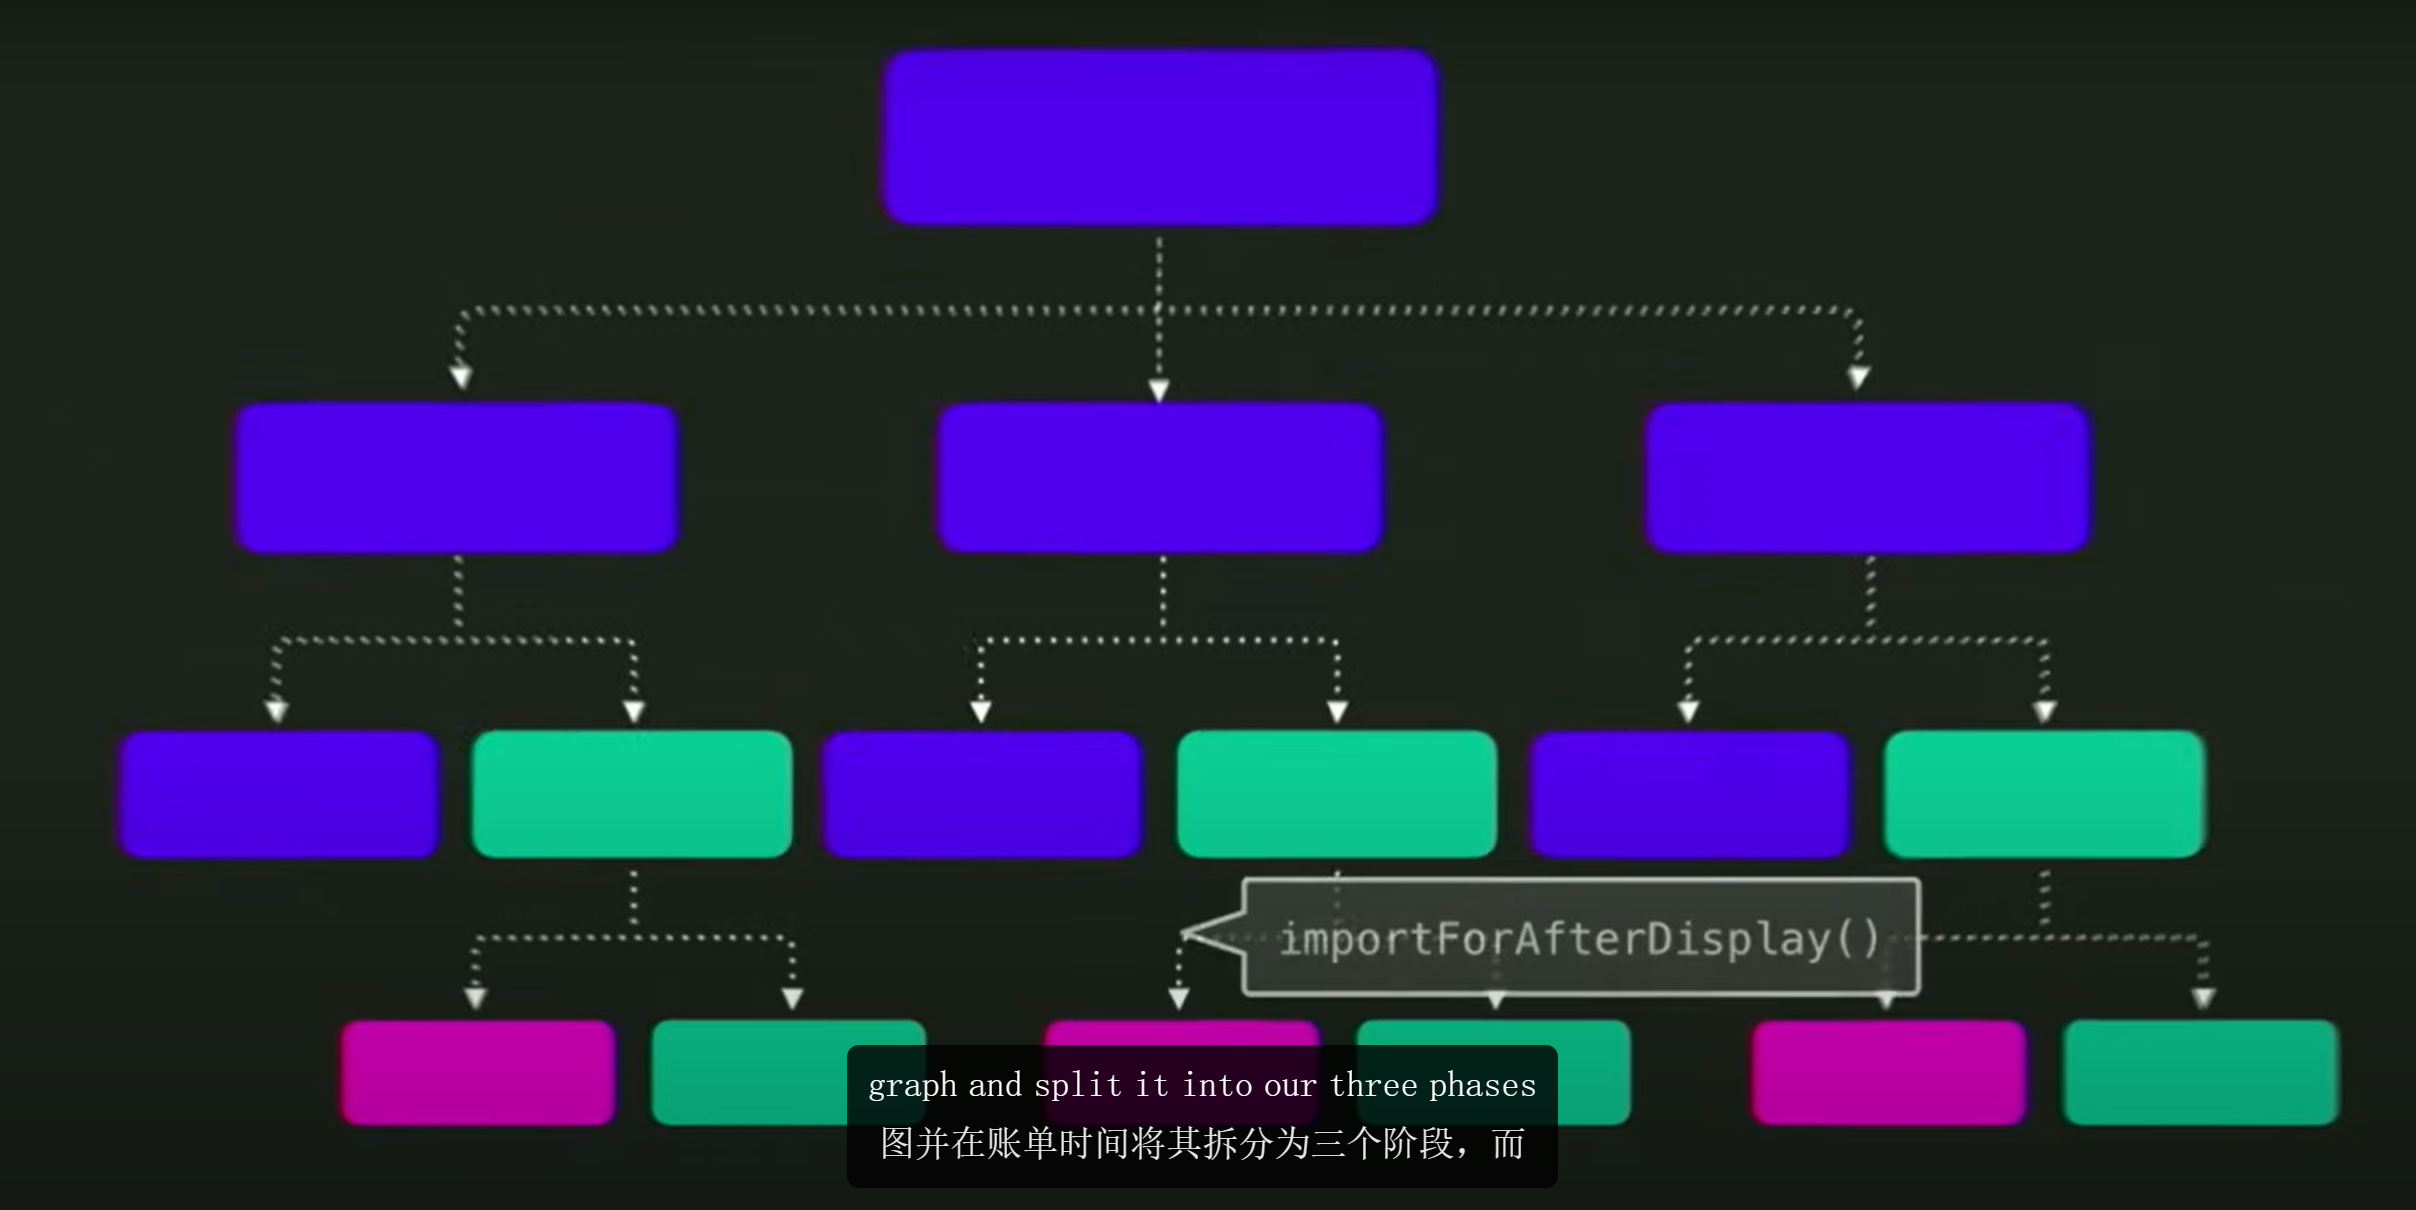 importForAfterDisplay()
graph and split it into our three phases
图并在账单时间将其拆分为三个阶段，而